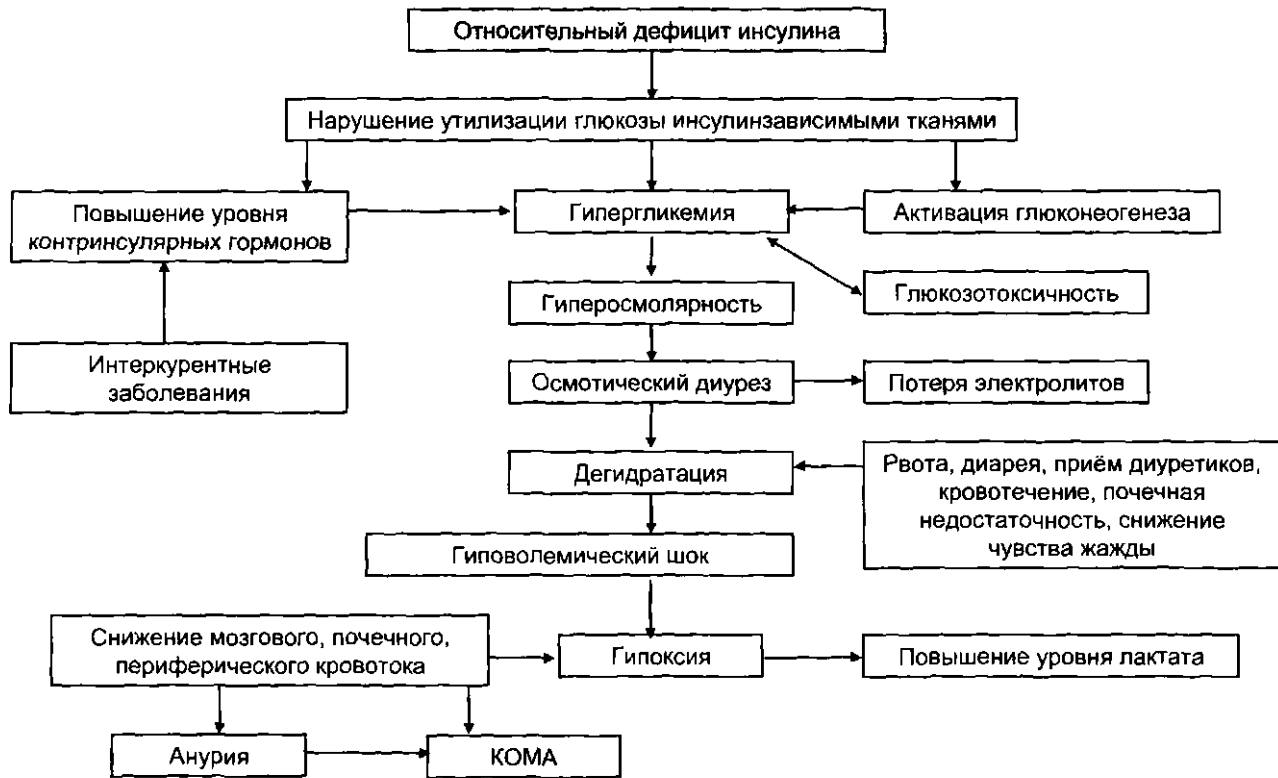 Относительный дефицит инсулина
Нарушение утилизации глюкозы инсулинзависимыми тканями
Повышение уровня
контринсулярных гормонов
Гипергликемия
Активация глюконеогенеза
Глюкозотоксичность
Гиперосмолярность
Интеркурентные
заболевания
Осмотический диурез
Потеря электролитов
Дегидратация
Рвота, диарея, приём диуретиков,
кровотечение, почечная
недостаточность, снижение
чувства жажды
Гиповолемический шок
Снижение мозгового, почечного,
периферического кровотока
Гипоксия
Повышение уровня лактата
Анурия
КОМА